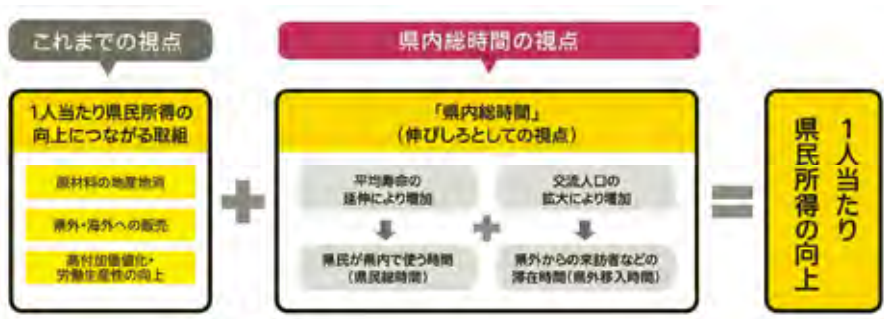 これまでの視点
県内総時間の視点
1人当たり県民所得の
向上につながる取組
原材料の地産地消
県外・海外への販売
高付加価値化・
労働生産性の向上
「県内総時間」
（伸びしろとしての視点）
平均寿命の
延伸により増加
県民が県内で使う時間
（県民総時間）
交流人口の
拡大により増加
県外からの来訪者などの
滞在時間（県外移入時間）
1人当たり
県民所得の向上